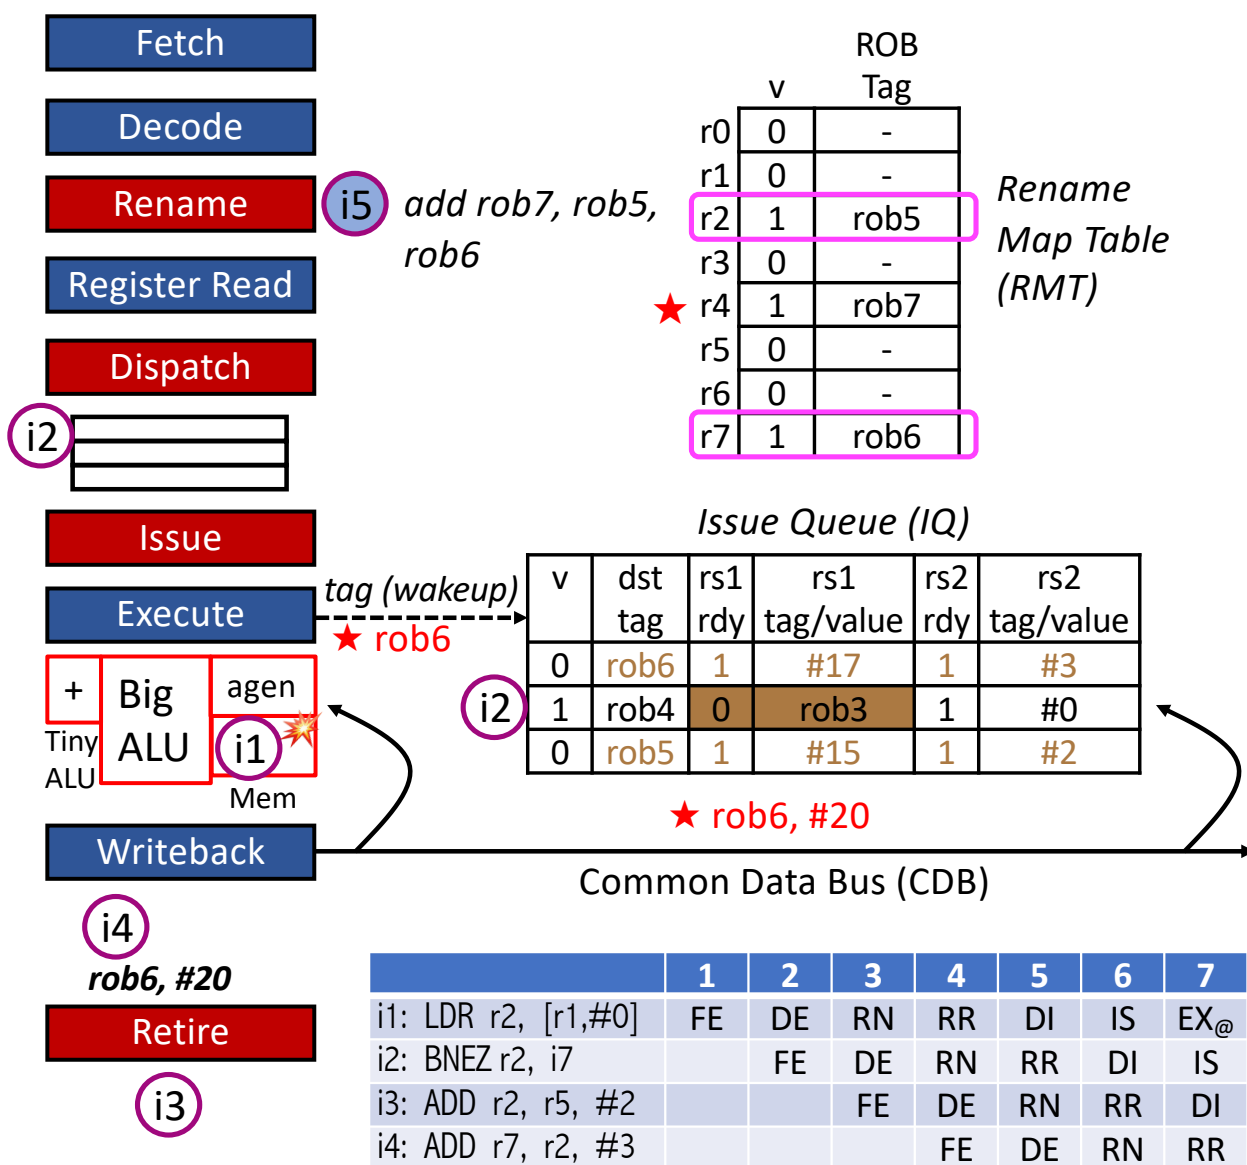 Fetch
Decode
Rename
i5
add rob7, rob5,
rob6
Register Read
Dispatch
i2
Issue
Execute
tag (wakeup)
★ rob6
+
Big
ALU
agen
i1
Tiny
ALU
Mem
Writeback
i4
rob6, #20
Retire
i3
ROB
v Tag
r0 0 -
r1 0 -
r2 1 rob5
r3 0 -
★ r4 1 rob7
r5 0 -
r6 0 -
r7 1 rob6
Rename
Map Table
(RMT)
Issue Queue (IQ)
v dst rs1 rs1 rs2 rs2
tag rdy tag/value rdy tag/value
0 rob6 1 #17 1 #3
i2 1 rob4 0 rob3 1 #0
0 rob5 1 #15 1 #2
★ rob6, #20
Common Data Bus (CDB)
1 2 3 4 5 6 7
i1: LDR r2, [r1,#0] FE DE RN RR DI IS EX@
i2: BNEZ r2, i7 FE DE RN RR DI IS
i3: ADD r2, r5, #2 FE DE RN RR DI
i4: ADD r7, r2, #3 FE DE RN RR